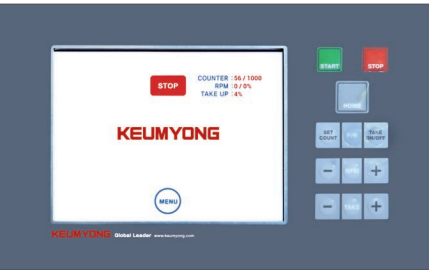 STOP
COUNTER : 56 / 1000
RPM : 0 / 0%
TAKE UP : 4%
KEUMYONG
MENU
START
STOP
SET COUNT
TAKE ON/OFF
- +
- +
KEUMYONG Global Leader www.keumyong.com